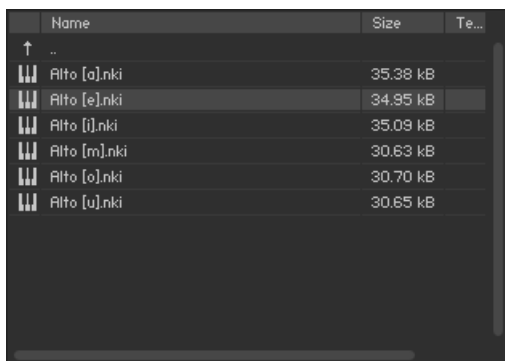 Name Size Te...
..
Alto [a].nki 35.38 kB
Alto [e].nki 34.95 kB
Alto [i].nki 35.09 kB
Alto [m].nki 30.63 kB
Alto [o].nki 30.70 kB
Alto [u].nki 30.65 kB